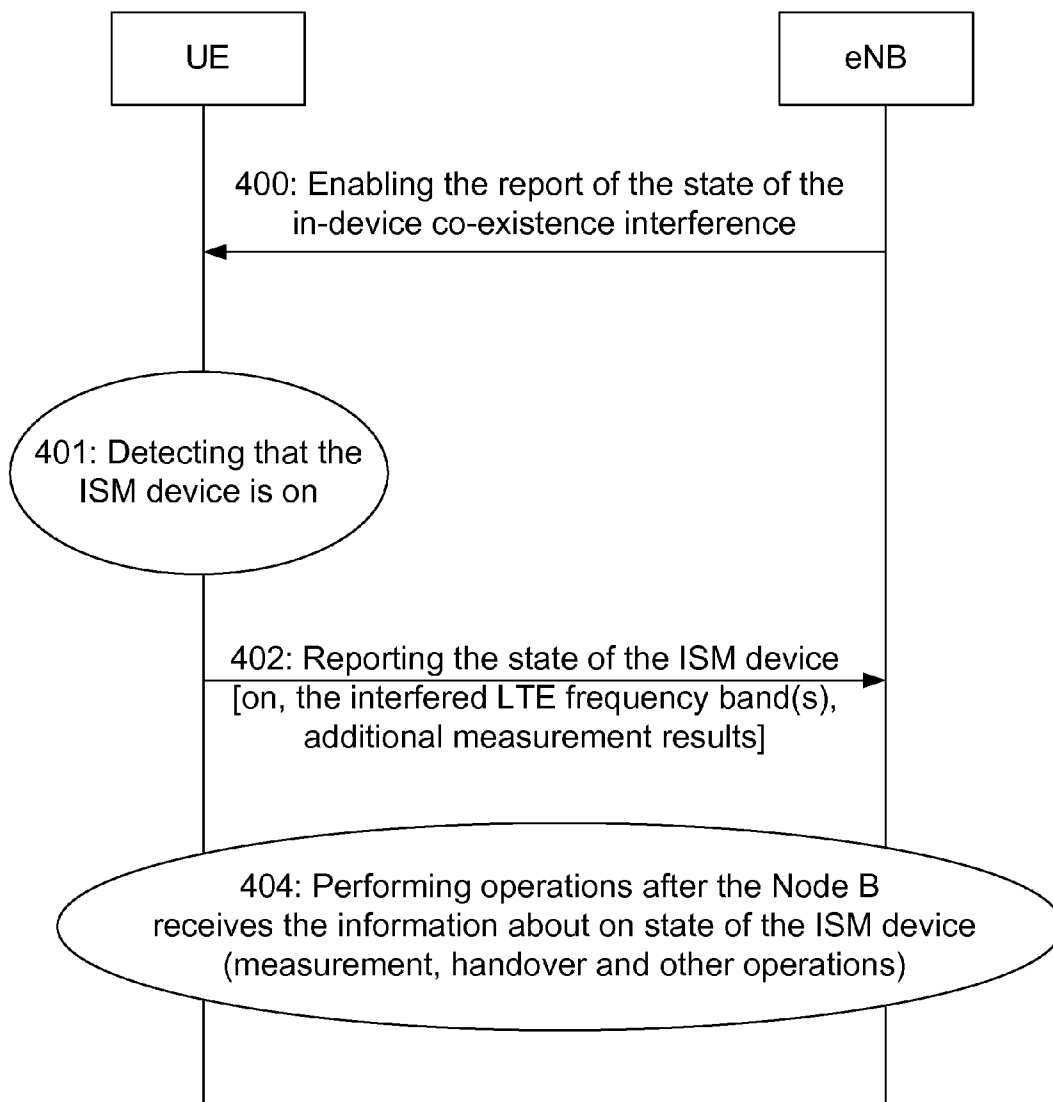 UE
eNB
400: Enabling the report of the state of the
in-device co-existence interference
401: Detecting that the
ISM device is on
402: Reporting the state of the ISM device
[on, the interfered LTE frequency band(s),
additional measurement results]
404: Performing operations after the Node B
receives the information about on state of the ISM device
(measurement, handover and other operations)